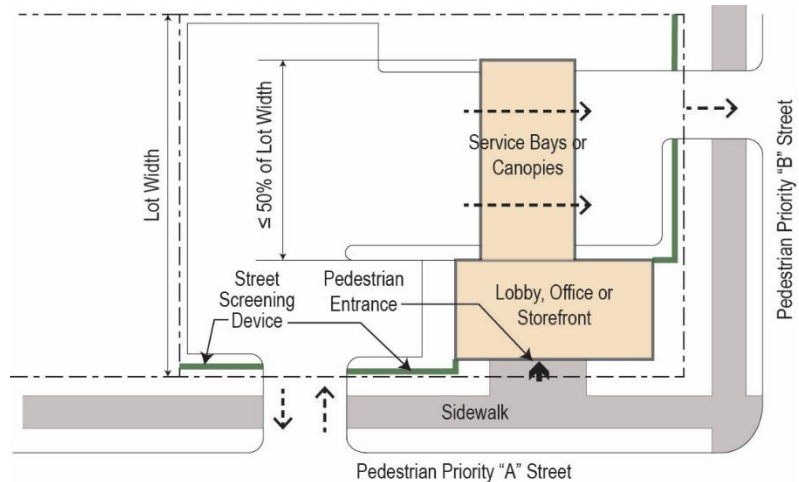 Lot Width
≤ 50% of Lot Width
Service Bays or
Canopies
Pedestrian Priority "B" Street
Street
Screening
Device
Pedestrian
Entrance
Lobby, Office or
Storefront
Sidewalk
Pedestrian Priority "A" Street